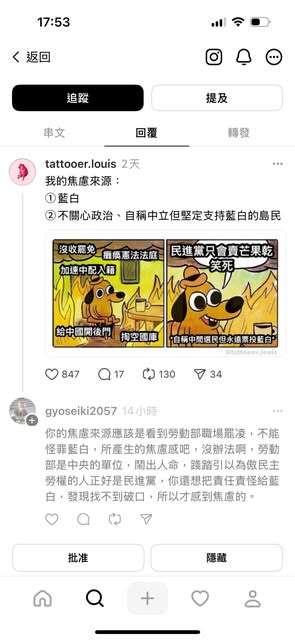 17:53
返回
追蹤
提及
串文
回覆
轉發
tattooer.louis 2天
我的焦慮來源：
①藍白
②不關心政治、自稱中立但堅定支持藍白的島民
沒收罷免
癱瘓憲法法庭
加速中配入籍
給中國開後門
掏空國庫
民進黨只會賣芒果乾
笑死
"自稱中間選民但永遠票投藍白"
@tattooer.louis
847
17
130
34
gyoseiki2057 14小時
你的焦慮來源應該是看到勞動部職場罷凌，不能
怪罪藍白，所產生的焦慮感吧，沒辦法啊，勞動
部是中央的單位，鬧出人命，踐踏引以為傲民主
勞權的人正好是民進黨，你還想把責任責怪給藍
白，發現找不到破口，所以才感到焦慮的。
批准
隱藏